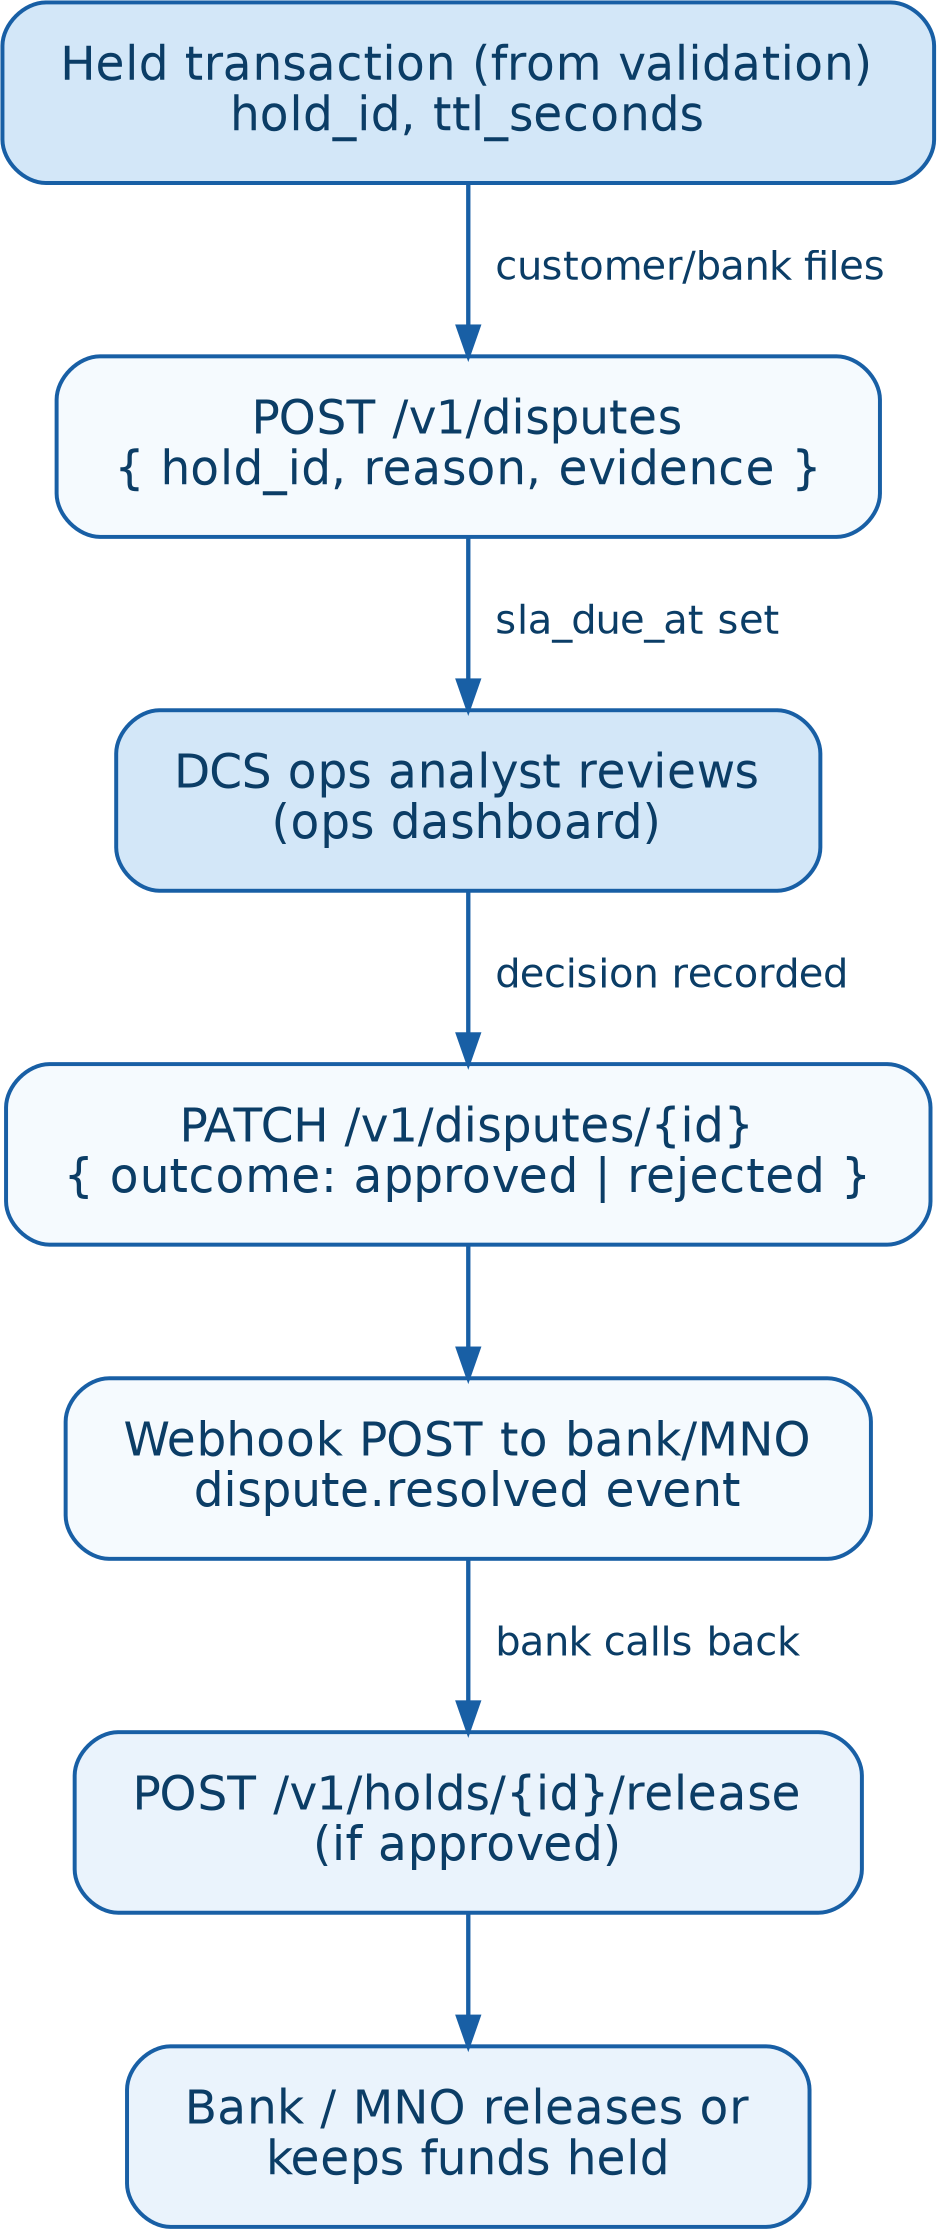 Held transaction (from validation)
hold_id, ttl_seconds
customer/bank files
POST /v1/disputes
{ hold_id, reason, evidence }
sla_due_at set
DCS ops analyst reviews
(ops dashboard)
decision recorded
PATCH /v1/disputes/{id}
{ outcome: approved | rejected }
Webhook POST to bank/MNO
dispute.resolved event
bank calls back
POST /v1/holds/{id}/release
(if approved)
Bank / MNO releases or
keeps funds held